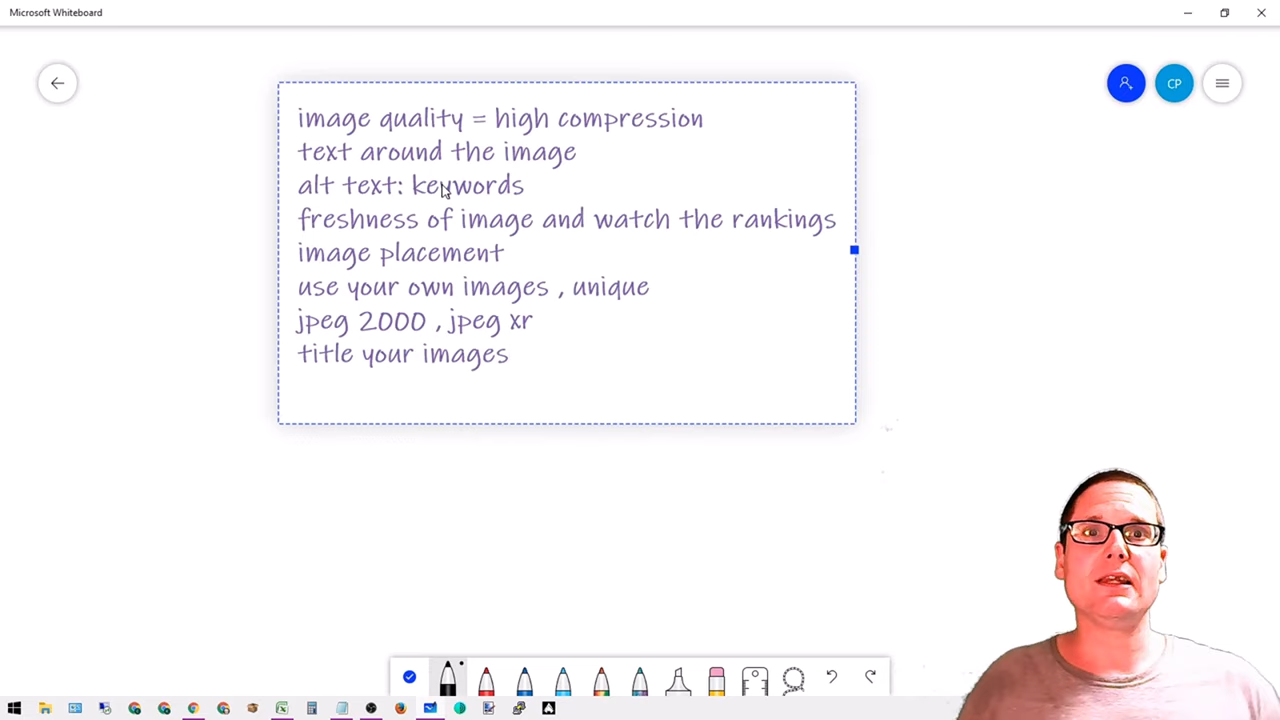 Microsoft Whiteboard
CP
image quality = high compression
text around the image
alt text: keywords
freshness of image and watch the rankings
image placement
use your own images , unique
jpeg 2000 , jpeg xr
title your images